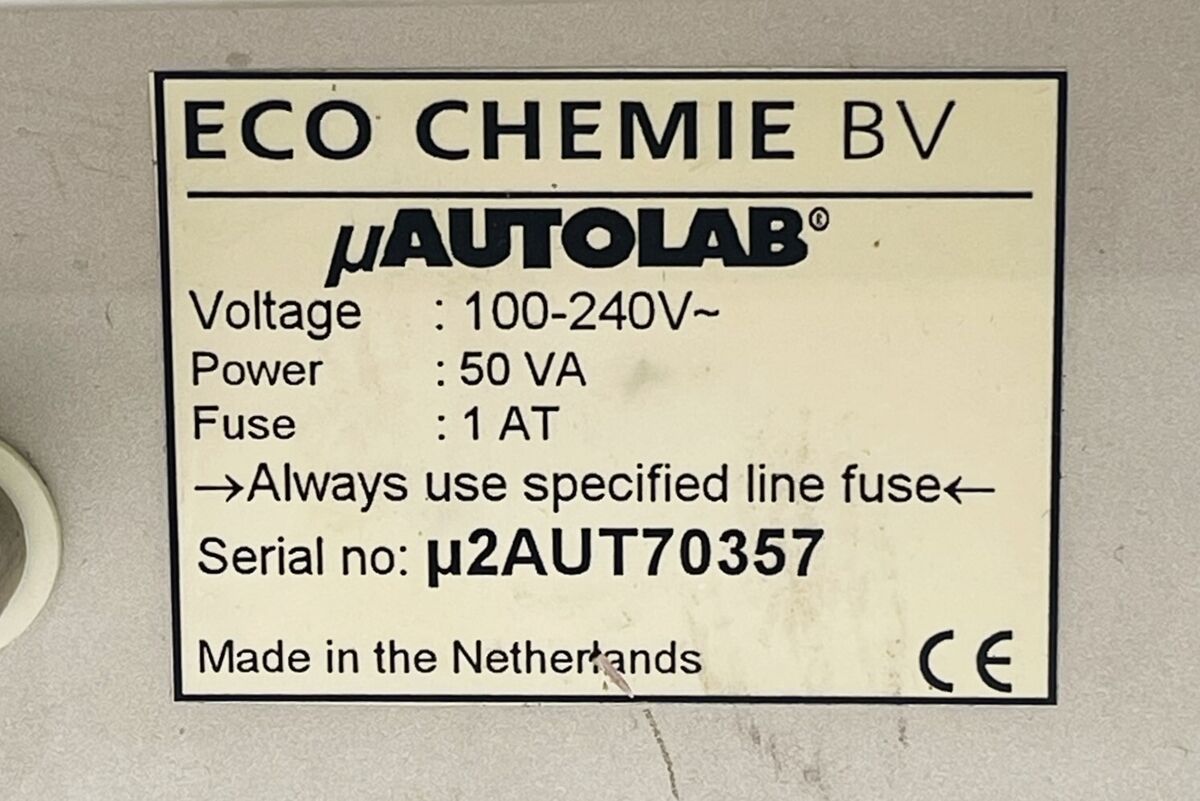 ECO CHEMIE BV
µAUTOLAB®
Voltage : 100-240V~
Power : 50 VA
Fuse : 1 AT
→Always use specified line fuse←
Serial no: µ2AUT70357
Made in the Netherlands CE